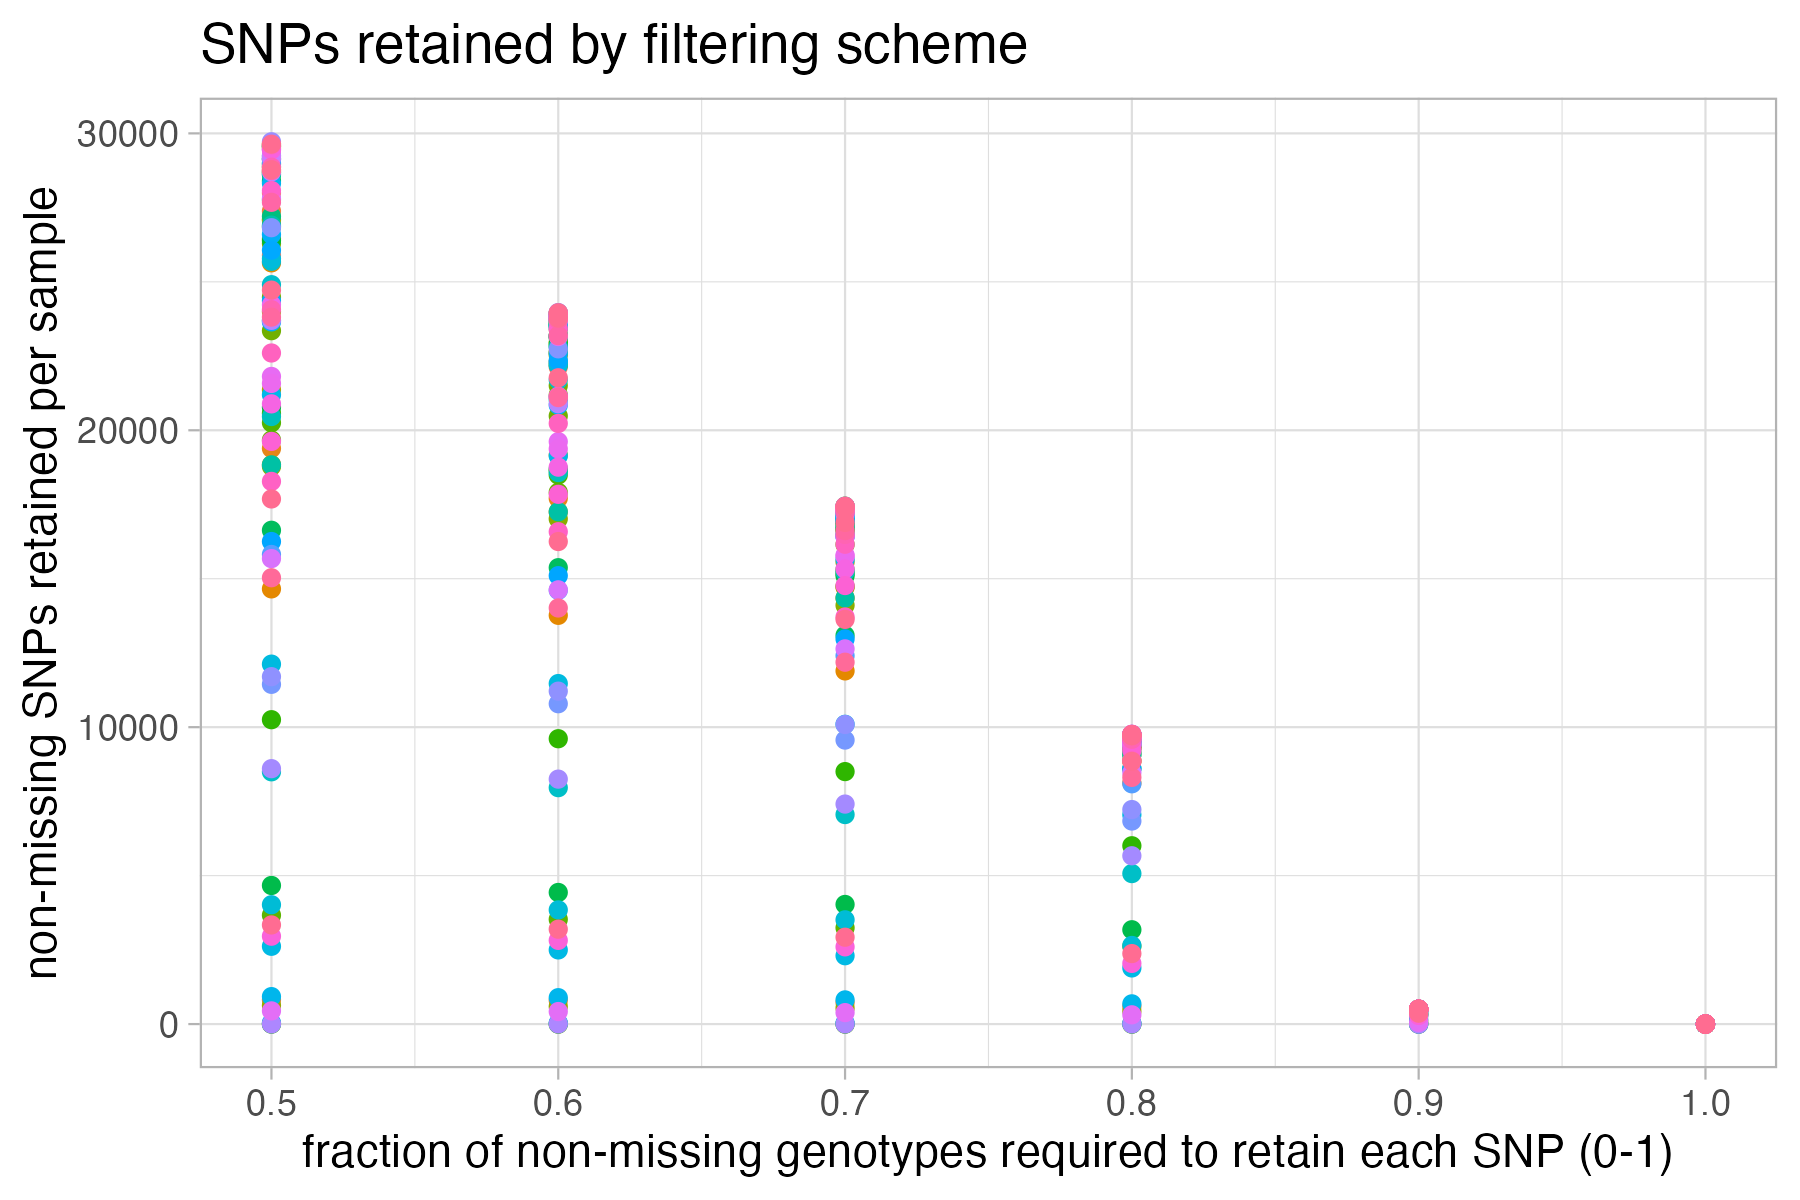 SNPs retained by filtering scheme
non-missing SNPs retained per sample
30000
20000
10000
0
0.5 0.6 0.7 0.8 0.9 1.0
fraction of non-missing genotypes required to retain each SNP (0-1)